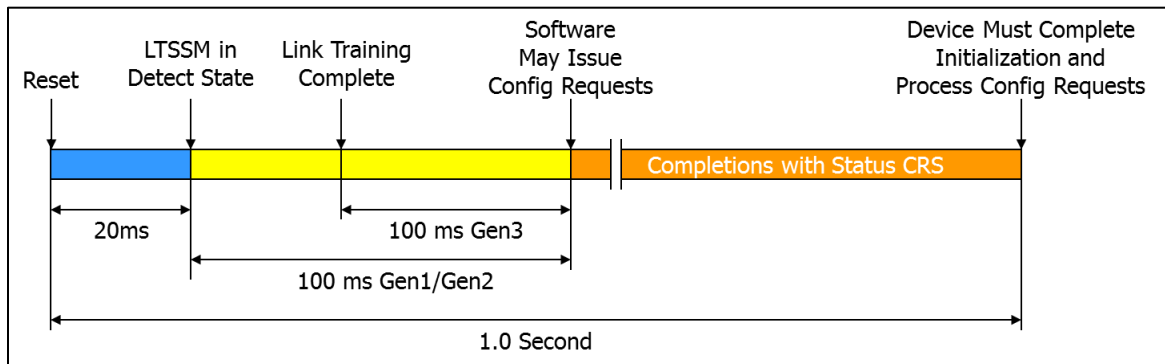 Reset
LTSSM in
Detect State
Link Training
Complete
Software
May Issue
Config Requests
Device Must Complete
Initialization and
Process Config Requests
Completions with Status CRS
20ms
100 ms Gen3
100 ms Gen1/Gen2
1.0 Second